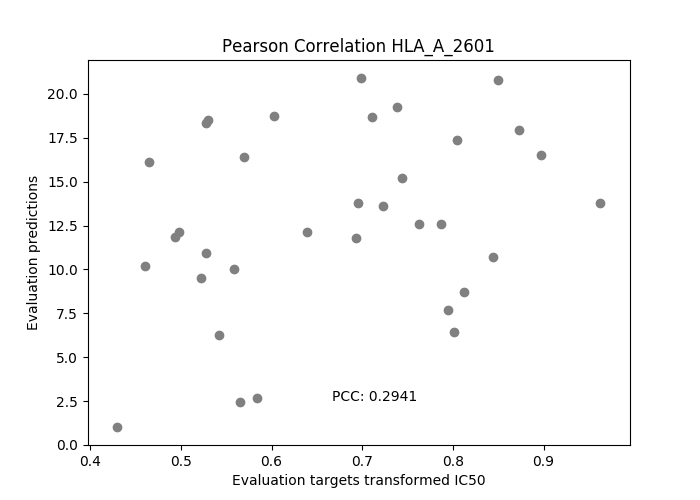 Pearson Correlation HLA_A_2601
20.0
17.5
15.0
12.5
10.0
7.5
5.0
2.5
0.0
Evaluation predictions
PCC: 0.2941
0.4 0.5 0.6 0.7 0.8 0.9
Evaluation targets transformed IC50